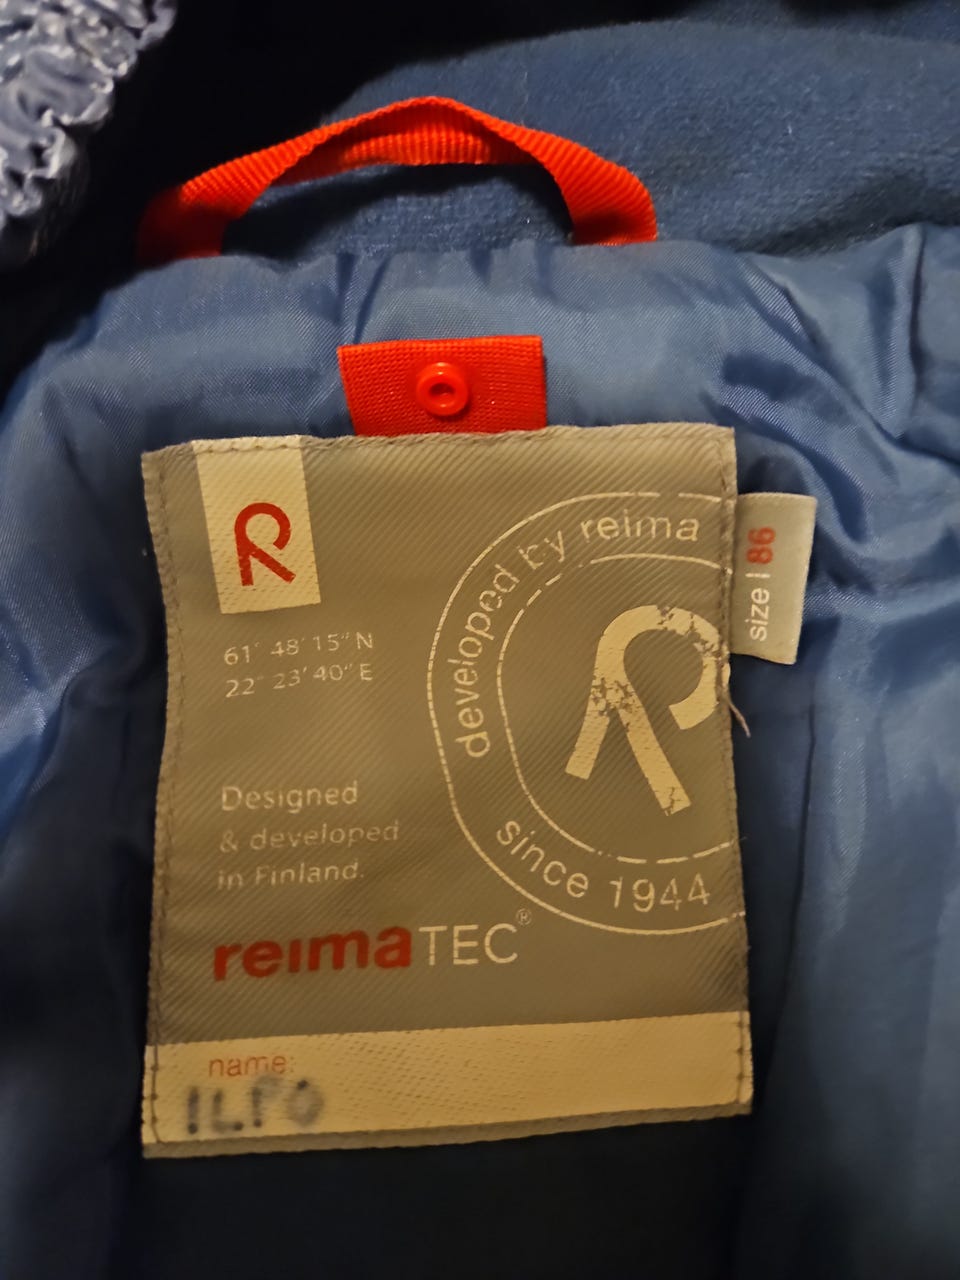 R
developed by reima
since 1944
size | 86
61° 48' 15" N
22° 23' 40" E
Designed
& developed
in Finland.
reimaTEC®
name:
ILPO